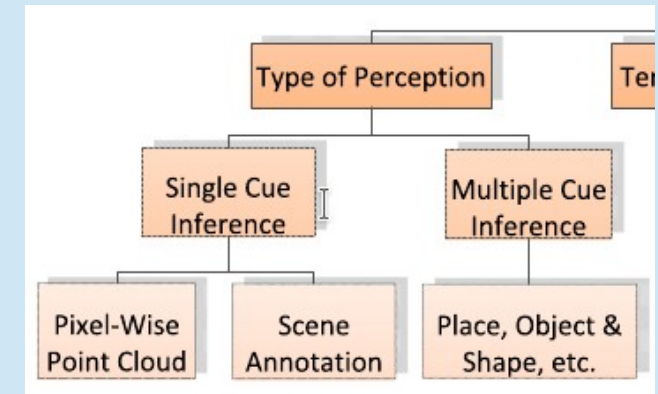 Type of Perception
Ter
Single Cue
Inference
Multiple Cue
Inference
Pixel-Wise
Point Cloud
Scene
Annotation
Place, Object &
Shape, etc.